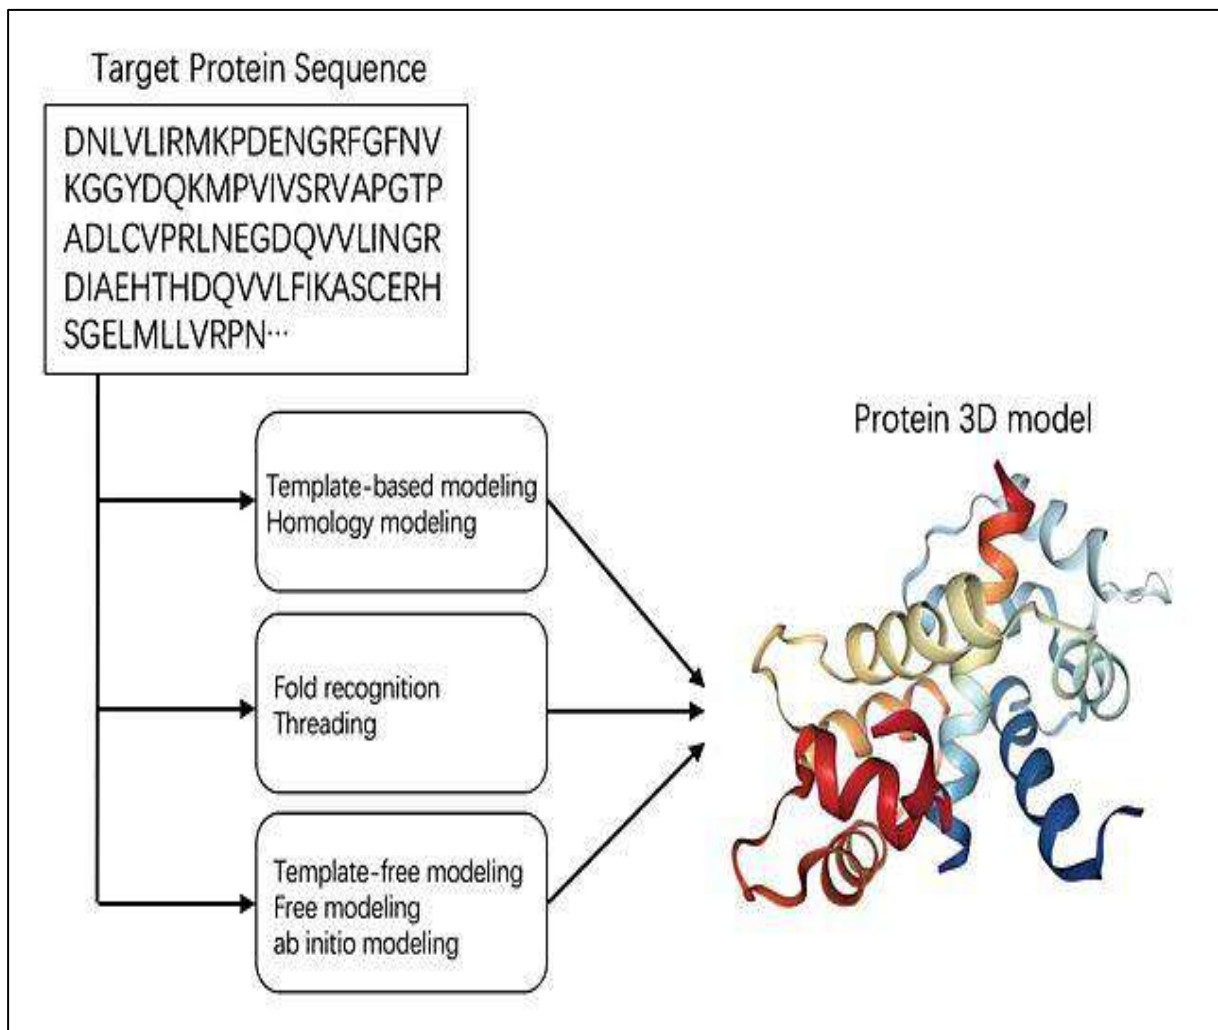 Target Protein Sequence
DNLVLIRMKPDENGRFGFNV
KGGYDQKMPVIVSRVAPGTP
ADLCVPRLNEGDQVVLINGR
DIAEHTHDQVVLFIKASCERH
SGELMLLVRPN···
Template-based modeling
Homology modeling
Fold recognition
Threading
Template-free modeling
Free modeling
ab initio modeling
Protein 3D model